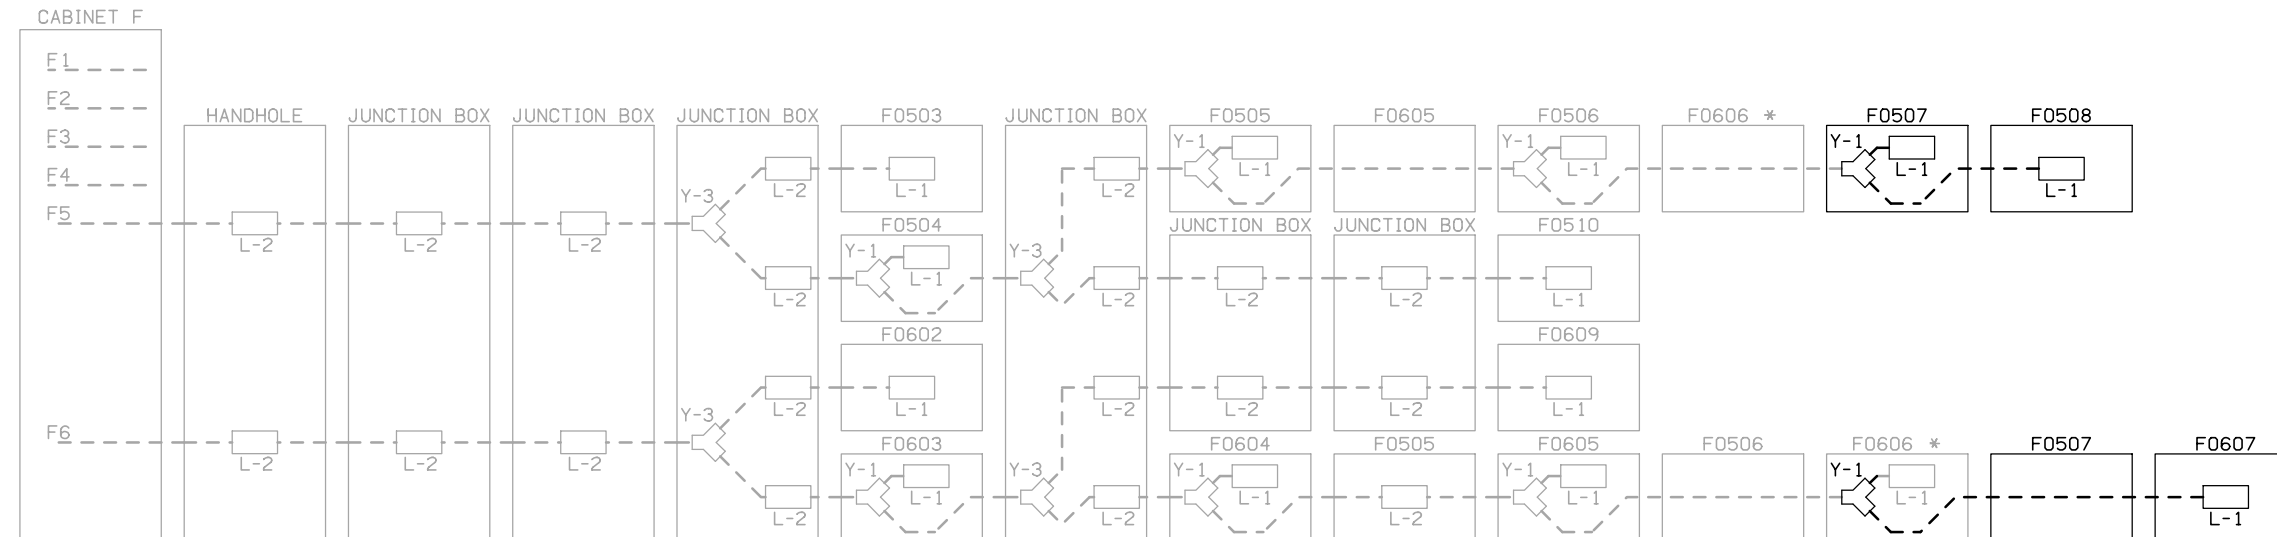 CABINET F
F1
F2
HANDHOLE JUNCTION BOX JUNCTION BOX JUNCTION BOX F0503 JUNCTION BOX F0505 F0605 F0506 F0606 * F0507 F0508
F3
Y-1 Y-1 Y-1
L-1 L-1 L-1
F4
L-2 L-1 L-2 L-1
Y-3
F5
F0504 JUNCTION BOX JUNCTION BOX F0510
L-2 L-2 L-2
Y-1 Y-3
L-1
L-2 L-2 L-2 L-2 L-1
F0602 F0609
L-2 L-1 L-2 L-2 L-2 L-1
Y-3
F6
F0603 F0604 F0505 F0605 F0506 F0606 * F0507 F0607
L-2 L-2 L-2
Y-1 Y-3 Y-1 Y-1 Y-1
L-1 L-1 L-1 L-1
L-2 L-2 L-2 L-1